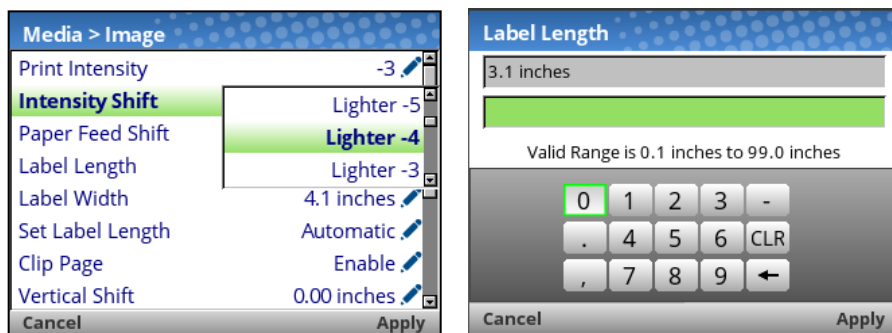 Media > Image
Print Intensity -3
Intensity Shift Lighter -5
Paper Feed Shift Lighter -4
Label Length Lighter -3
Label Width 4.1 inches
Set Label Length Automatic
Clip Page Enable
Vertical Shift 0.00 inches
Cancel Apply
Label Length
3.1 inches
Valid Range is 0.1 inches to 99.0 inches
0 1 2 3 -
. 4 5 6 CLR
, 7 8 9 ←
Cancel Apply